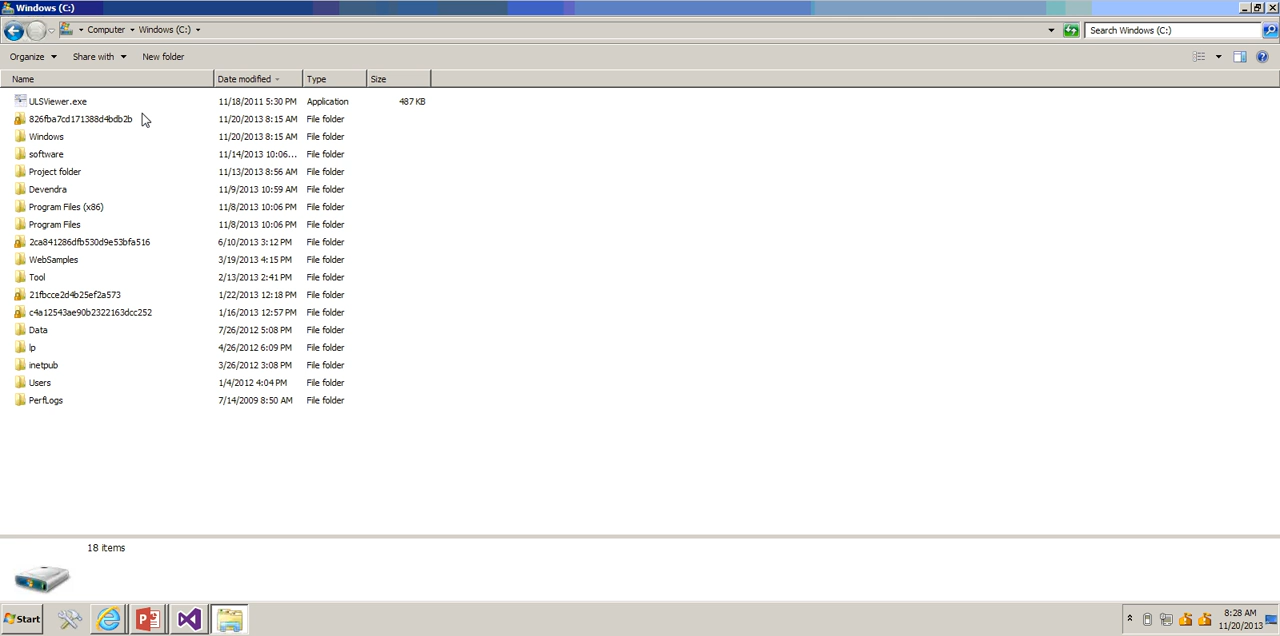 Windows (C:)
Computer Windows (C:) Search Windows (C:)
Organize Share with New folder
Name Date modified Type Size
ULSViewer.exe 11/18/2011 5:30 PM Application 487 KB
826fba7cd171388d4bdb2b 11/20/2013 8:15 AM File folder
Windows 11/20/2013 8:15 AM File folder
software 11/14/2013 10:06... File folder
Project folder 11/13/2013 8:56 AM File folder
Devendra 11/9/2013 10:59 AM File folder
Program Files (x86) 11/8/2013 10:06 PM File folder
Program Files 11/8/2013 10:06 PM File folder
2ca841286dfb530d9e53bfa516 6/10/2013 3:12 PM File folder
WebSamples 3/19/2013 4:15 PM File folder
Tool 2/13/2013 2:41 PM File folder
21fbcce2d4b25ef2a573 1/22/2013 12:18 PM File folder
c4a12543ae90b2322163dcc252 1/16/2013 12:57 PM File folder
Data 7/26/2012 5:08 PM File folder
lp 4/26/2012 6:09 PM File folder
inetpub 3/26/2012 3:08 PM File folder
Users 1/4/2012 4:04 PM File folder
PerfLogs 7/14/2009 8:50 AM File folder
18 items
Start 8:28 AM
11/20/2013